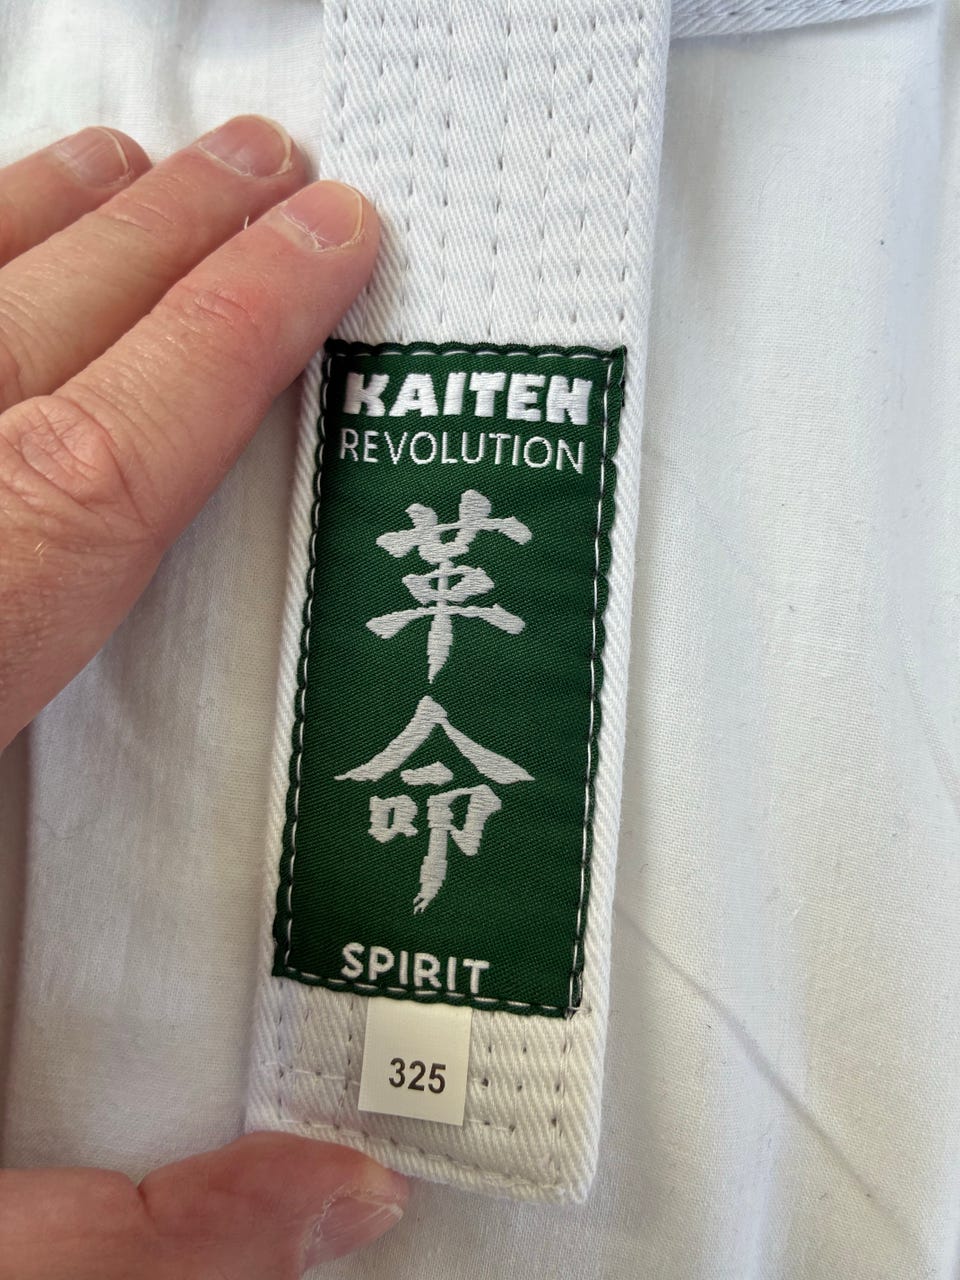 KAITEN
REVOLUTION
革
命
SPIRIT
325